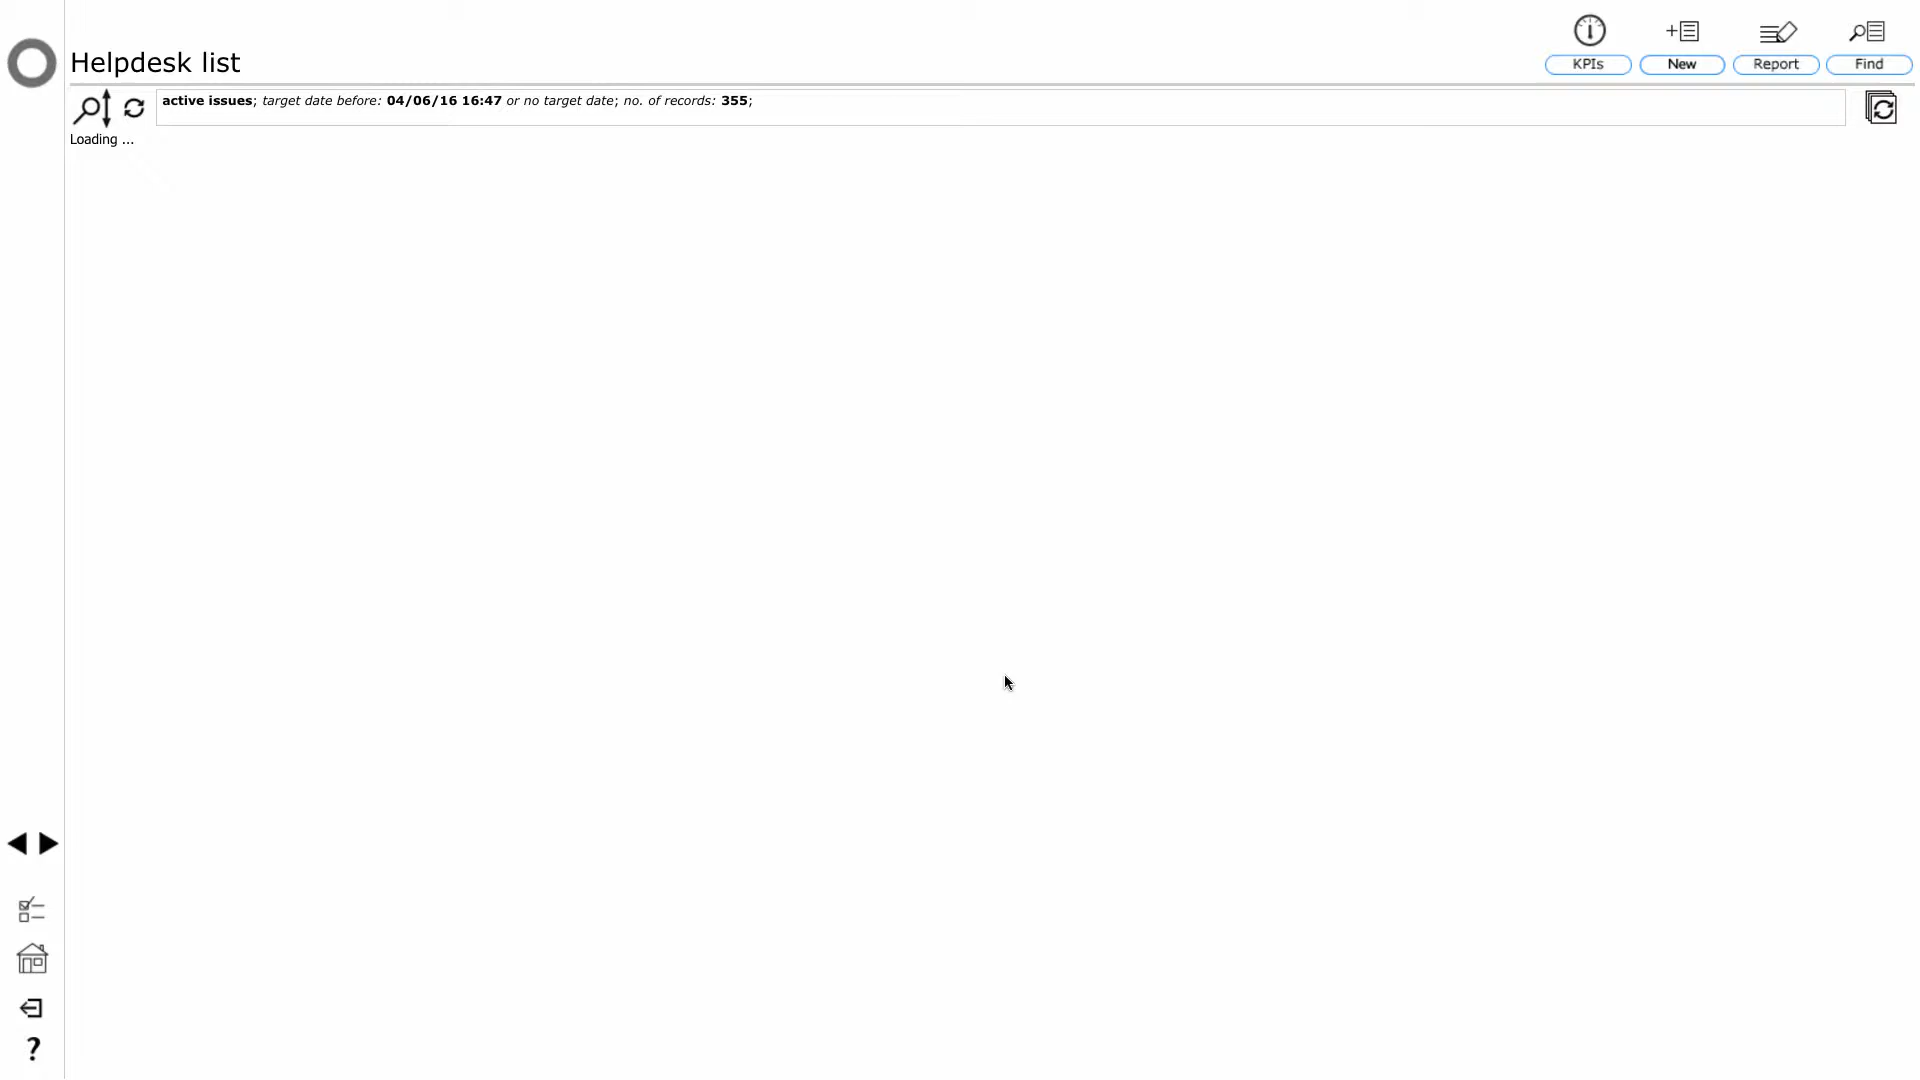 KPIs New Report Find
Helpdesk list
active issues; target date before: 04/06/16 16:47 or no target date; no. of records: 355;
Loading ...
?